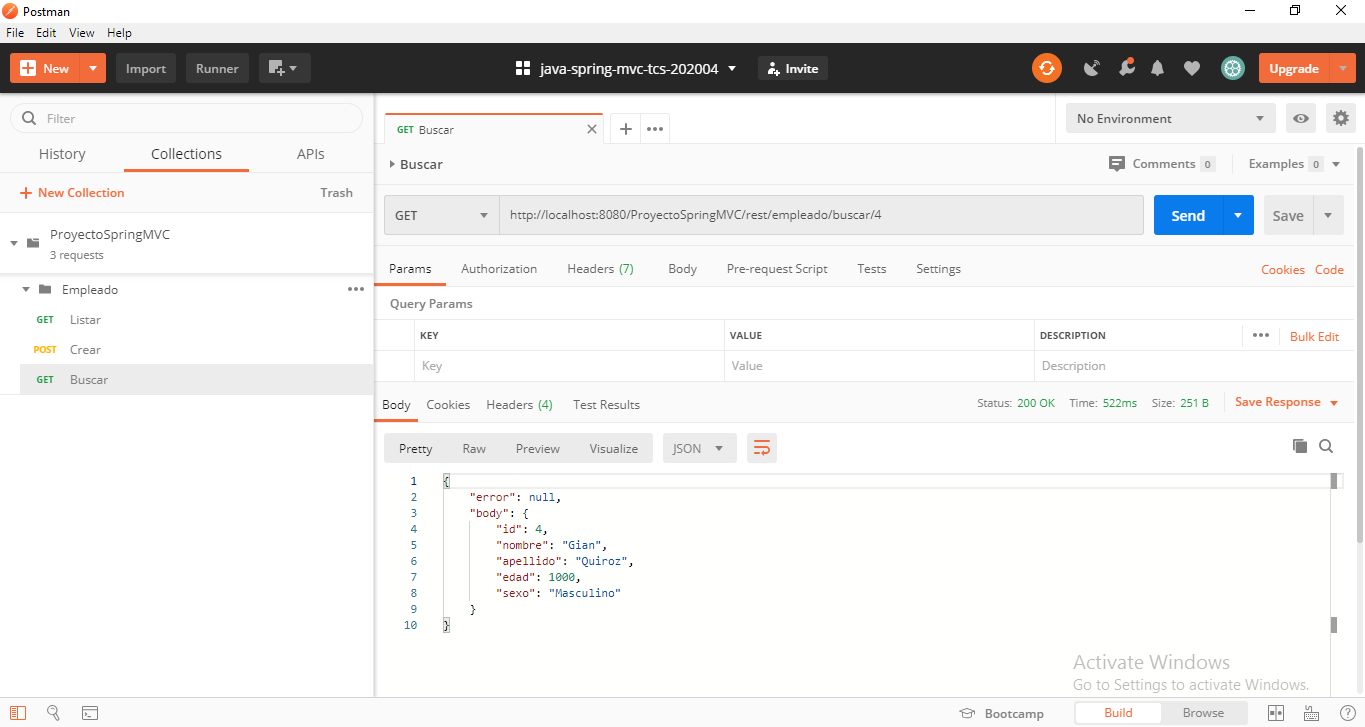 Postman
File Edit View Help
New Import Runner java-spring-mvc-tcs-202004 Invite Upgrade
Filter
History Collections APIs
New Collection Trash
ProyectoSpringMVC
3 requests
Empleado
GET Listar
POST Crear
GET Buscar
GET Buscar
No Environment
Buscar Comments 0 Examples 0
GET http://localhost:8080/ProyectoSpringMVC/rest/empleado/buscar/4 Send Save
Params Authorization Headers (7) Body Pre-request Script Tests Settings Cookies Code
Query Params
KEY VALUE DESCRIPTION Bulk Edit
Key Value Description
Body Cookies Headers (4) Test Results Status: 200 OK Time: 522ms Size: 251 B Save Response
Pretty Raw Preview Visualize JSON
1 {
2 "error": null,
3 "body": {
4 "id": 4,
5 "nombre": "Gian",
6 "apellido": "Quiroz",
7 "edad": 1000,
8 "sexo": "Masculino"
9 }
10 }
Activate Windows
Go to Settings to activate Windows.
Bootcamp Build Browse